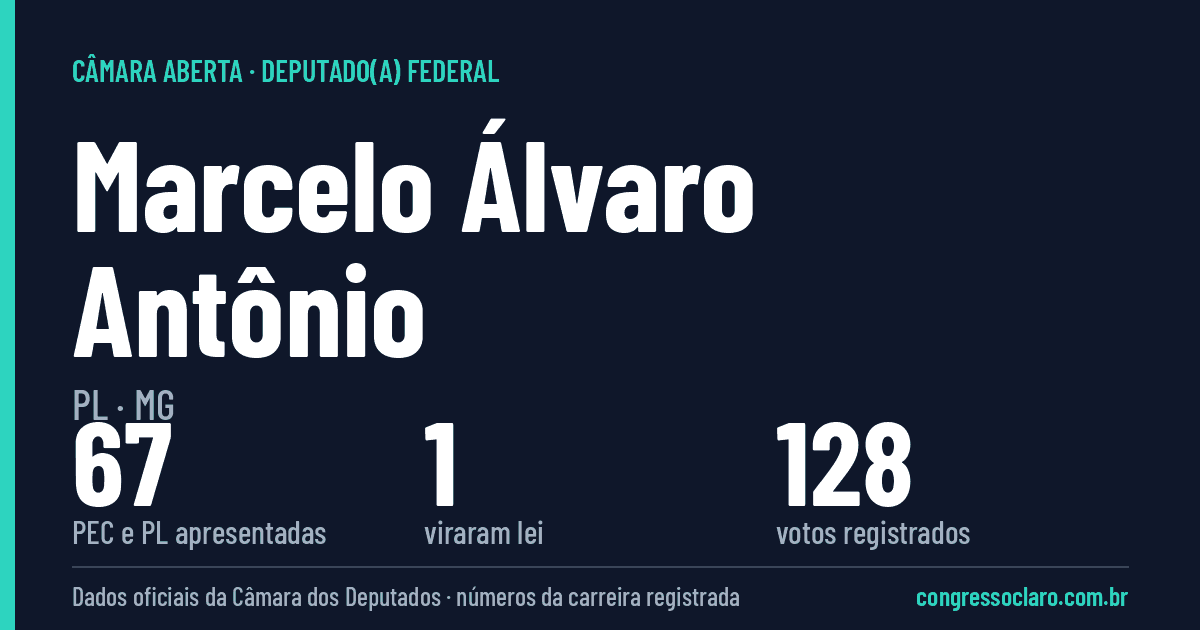 CÂMARA ABERTA · DEPUTADO(A) FEDERAL
Marcelo Álvaro
Antônio
PL · MG
67 1 128
PEC e PL apresentadas viraram lei votos registrados
Dados oficiais da Câmara dos Deputados · números da carreira registrada congressoclaro.com.br